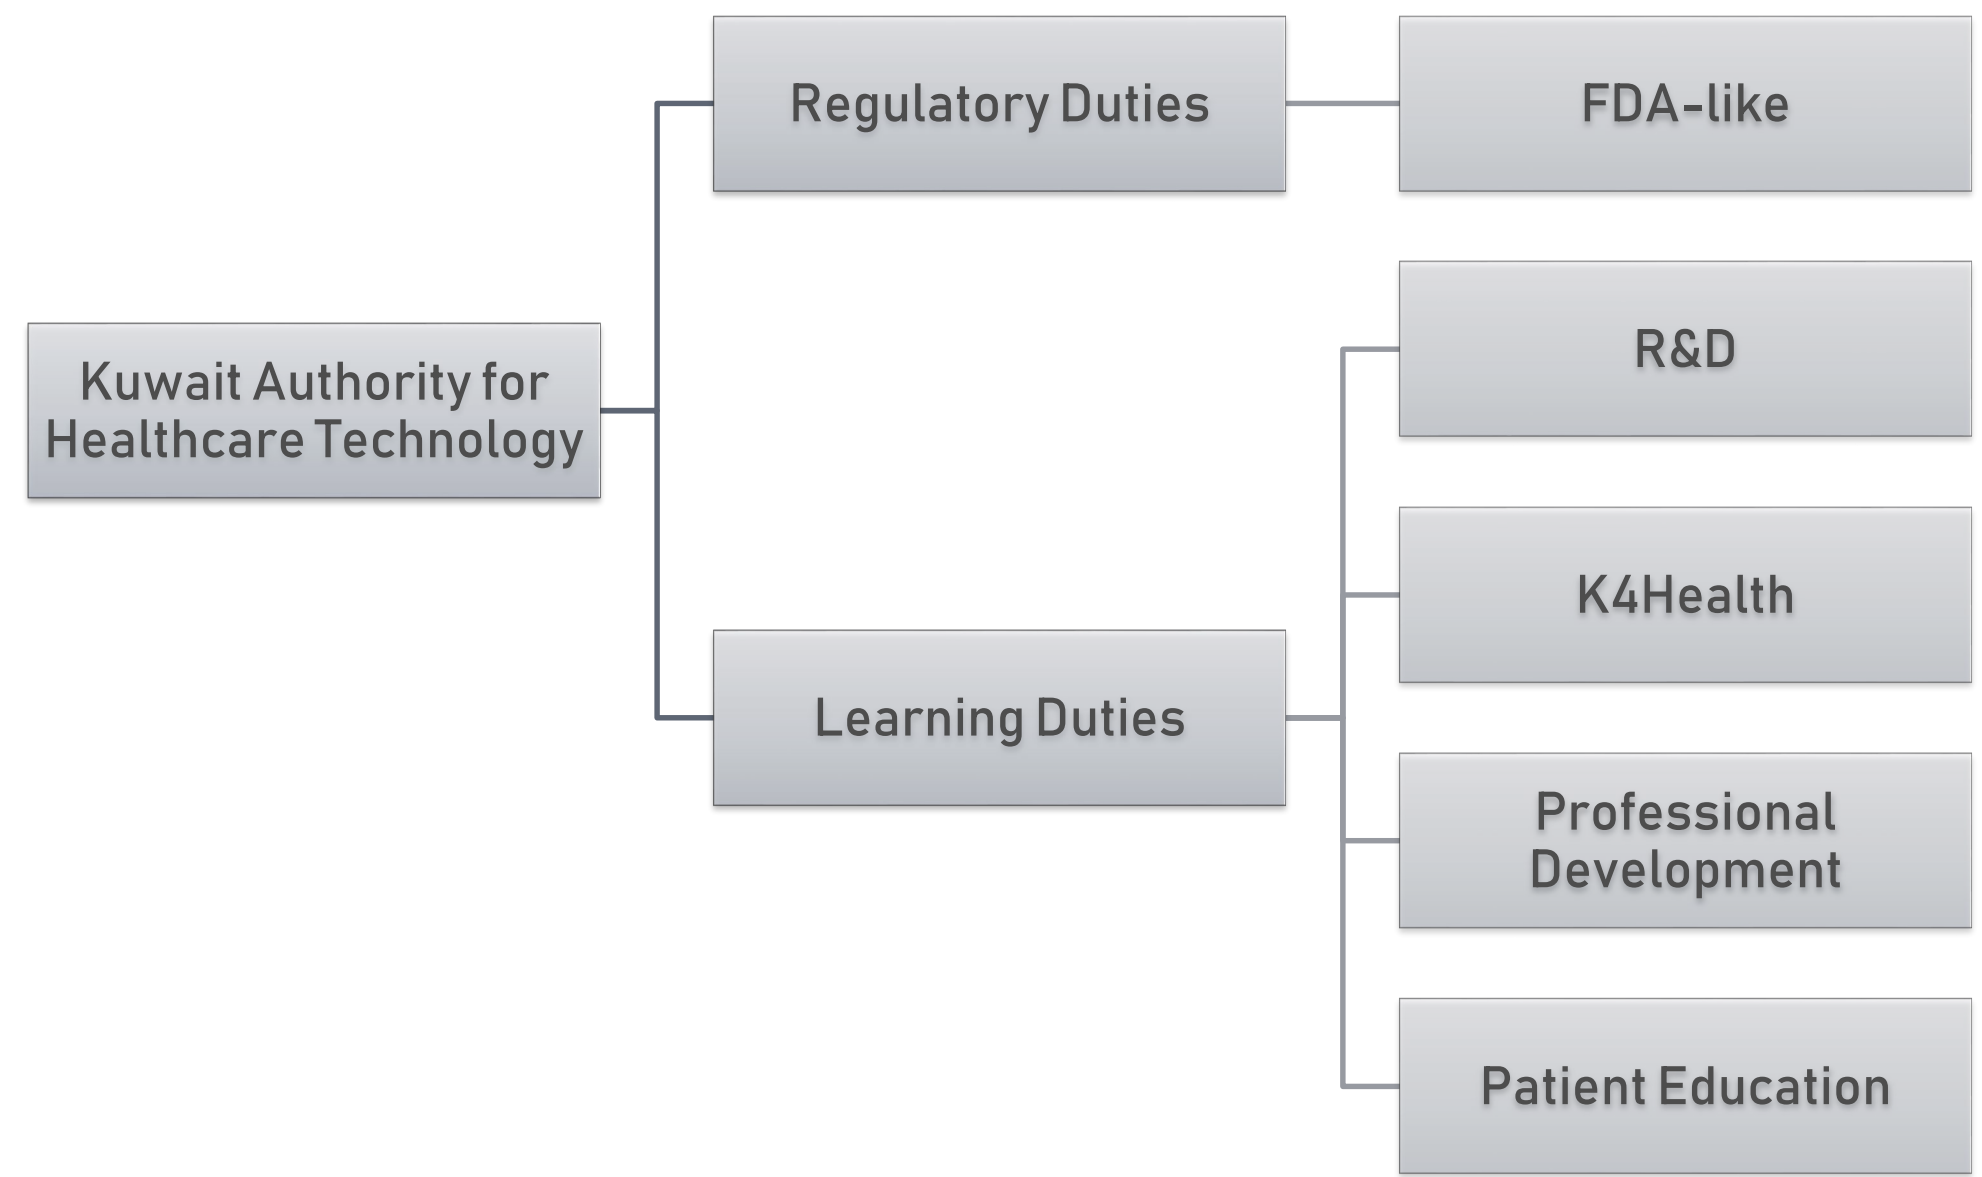 Regulatory Duties
FDA-like
Kuwait Authority for
Healthcare Technology
R&D
K4Health
Learning Duties
Professional
Development
Patient Education